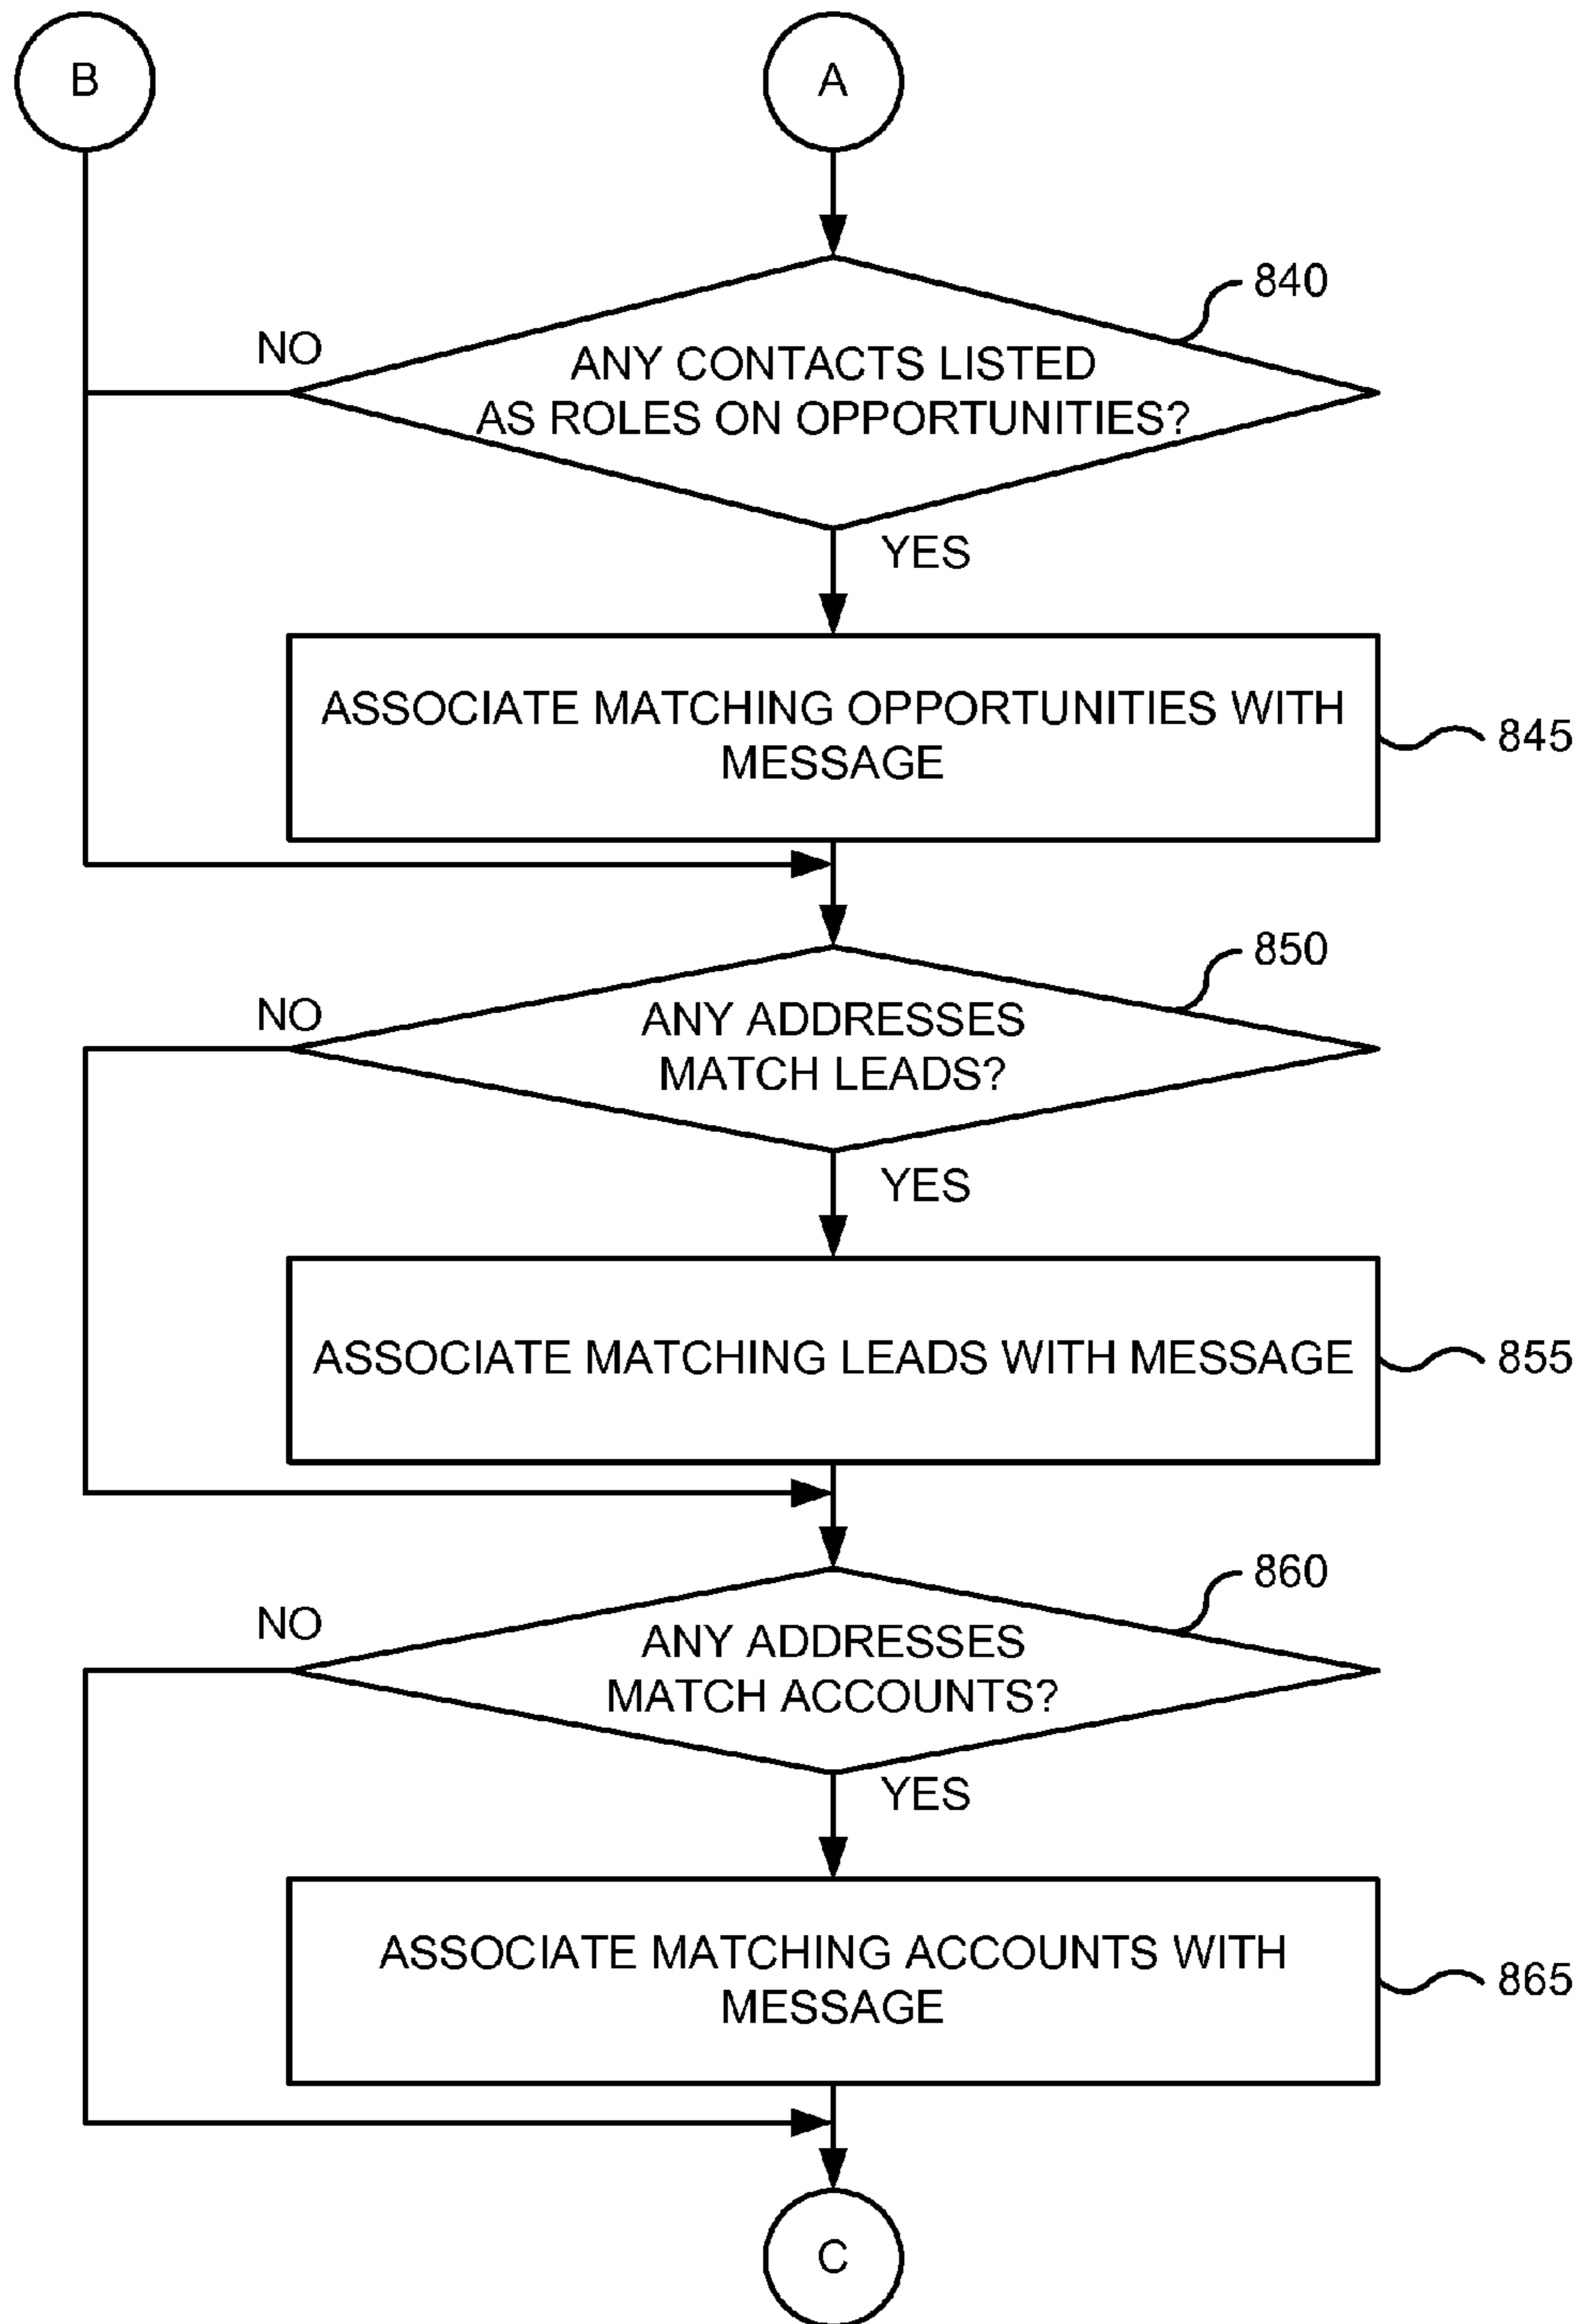 B
A
840
NO
ANY CONTACTS LISTED
AS ROLES ON OPPORTUNITIES?
YES
ASSOCIATE MATCHING OPPORTUNITIES WITH
MESSAGE
845
850
NO
ANY ADDRESSES
MATCH LEADS?
YES
ASSOCIATE MATCHING LEADS WITH MESSAGE
855
860
NO
ANY ADDRESSES
MATCH ACCOUNTS?
YES
ASSOCIATE MATCHING ACCOUNTS WITH
MESSAGE
865
C